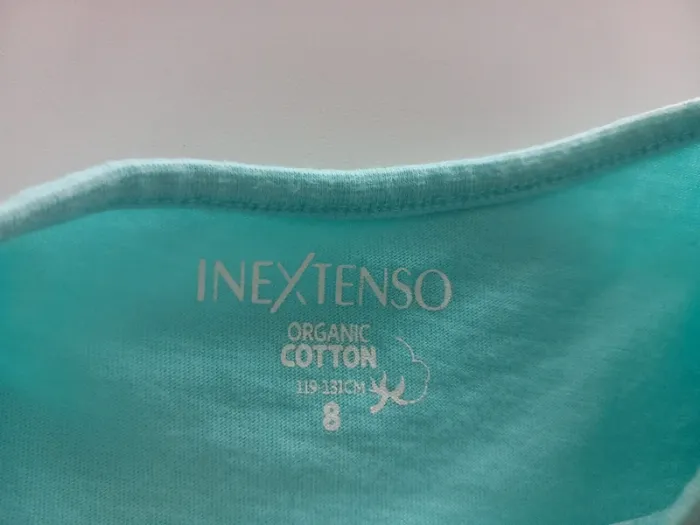 INEXTENSO
ORGANIC
COTTON
119-131CM
8